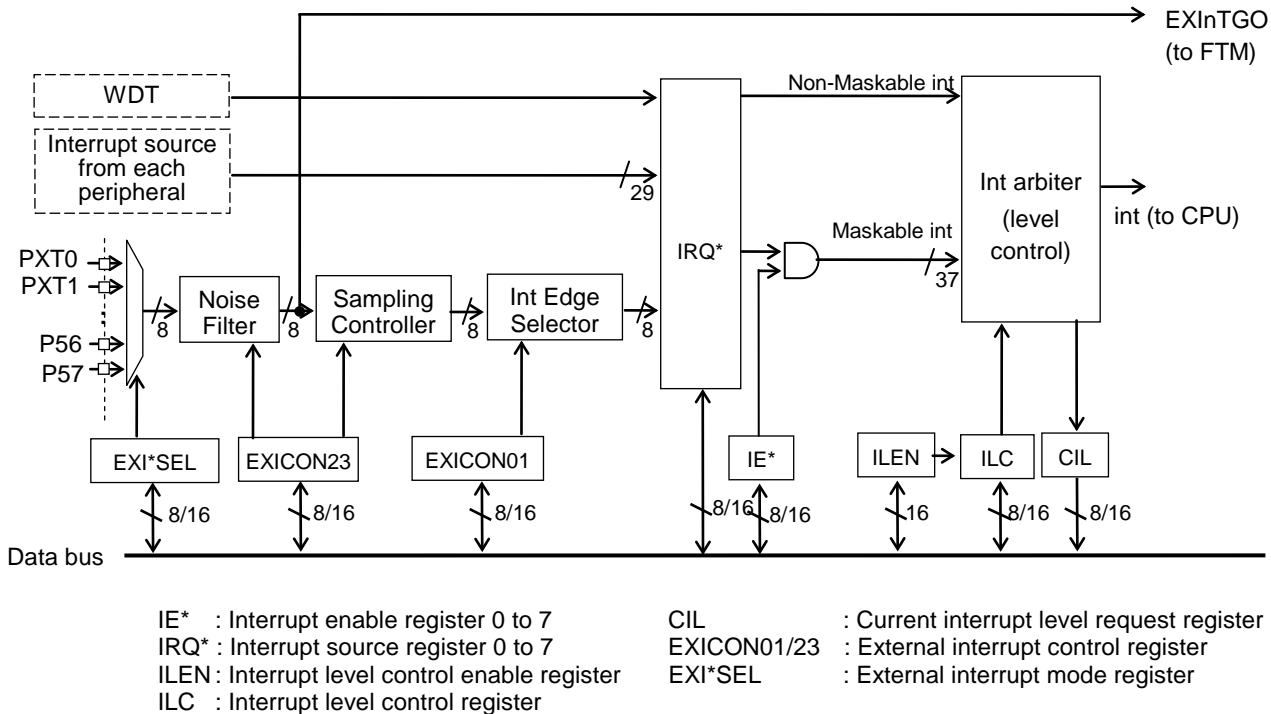 EXInTGO
(to FTM)
WDT
Non-Maskable int
Interrupt source
from each
peripheral
29
Int arbiter
(level
control)
int (to CPU)
IRQ*
Maskable int
37
PXT0
PXT1
P56
P57
8
Noise
Filter
8
Sampling
Controller
8
Int Edge
Selector
8
EXI*SEL
EXICON23
EXICON01
IE*
ILEN
ILC
CIL
8/16
8/16
8/16
8/16
8/16
16
8/16
8/16
Data bus
IE* : Interrupt enable register 0 to 7
IRQ* : Interrupt source register 0 to 7
ILEN : Interrupt level control enable register
ILC : Interrupt level control register
CIL : Current interrupt level request register
EXICON01/23 : External interrupt control register
EXI*SEL : External interrupt mode register